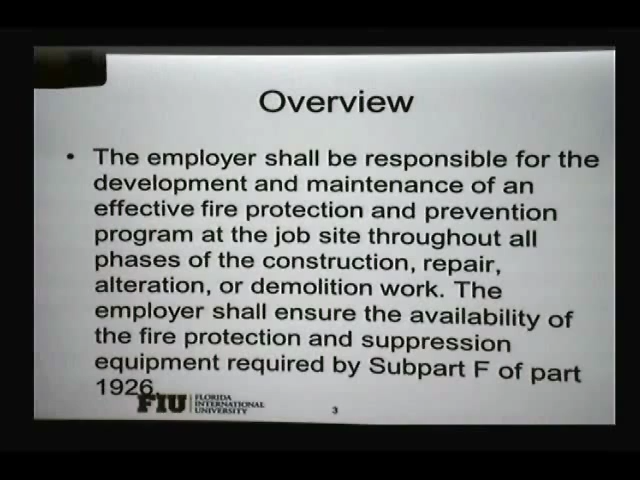 Overview
• The employer shall be responsible for the
development and maintenance of an
effective fire protection and prevention
program at the job site throughout all
phases of the construction, repair,
alteration, or demolition work. The
employer shall ensure the availability of
the fire protection and suppression
equipment required by Subpart F of part
1926.
FIU FLORIDA
INTERNATIONAL
UNIVERSITY
3